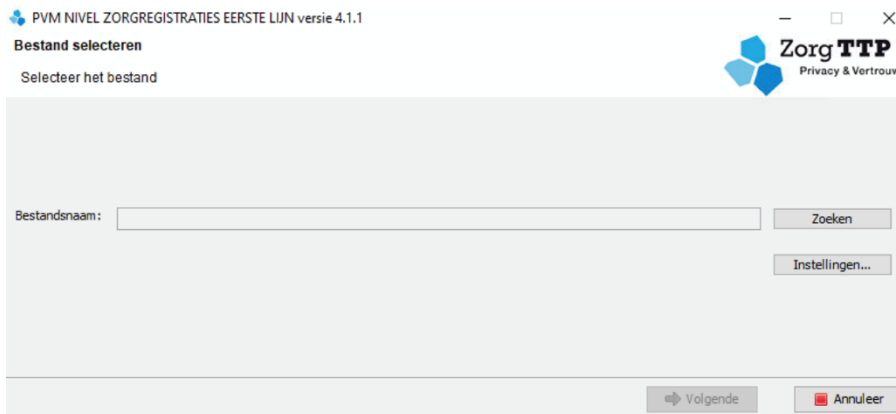 PVM NIVEL ZORGREGISTRATIES EERSTE LIJN versie 4.1.1
Bestand selecteren
Selecteer het bestand
Zorg TTP
Privacy & Vertrouw
Bestandsnaam:
Zoeken
Instellingen...
Volgende
Annuleer